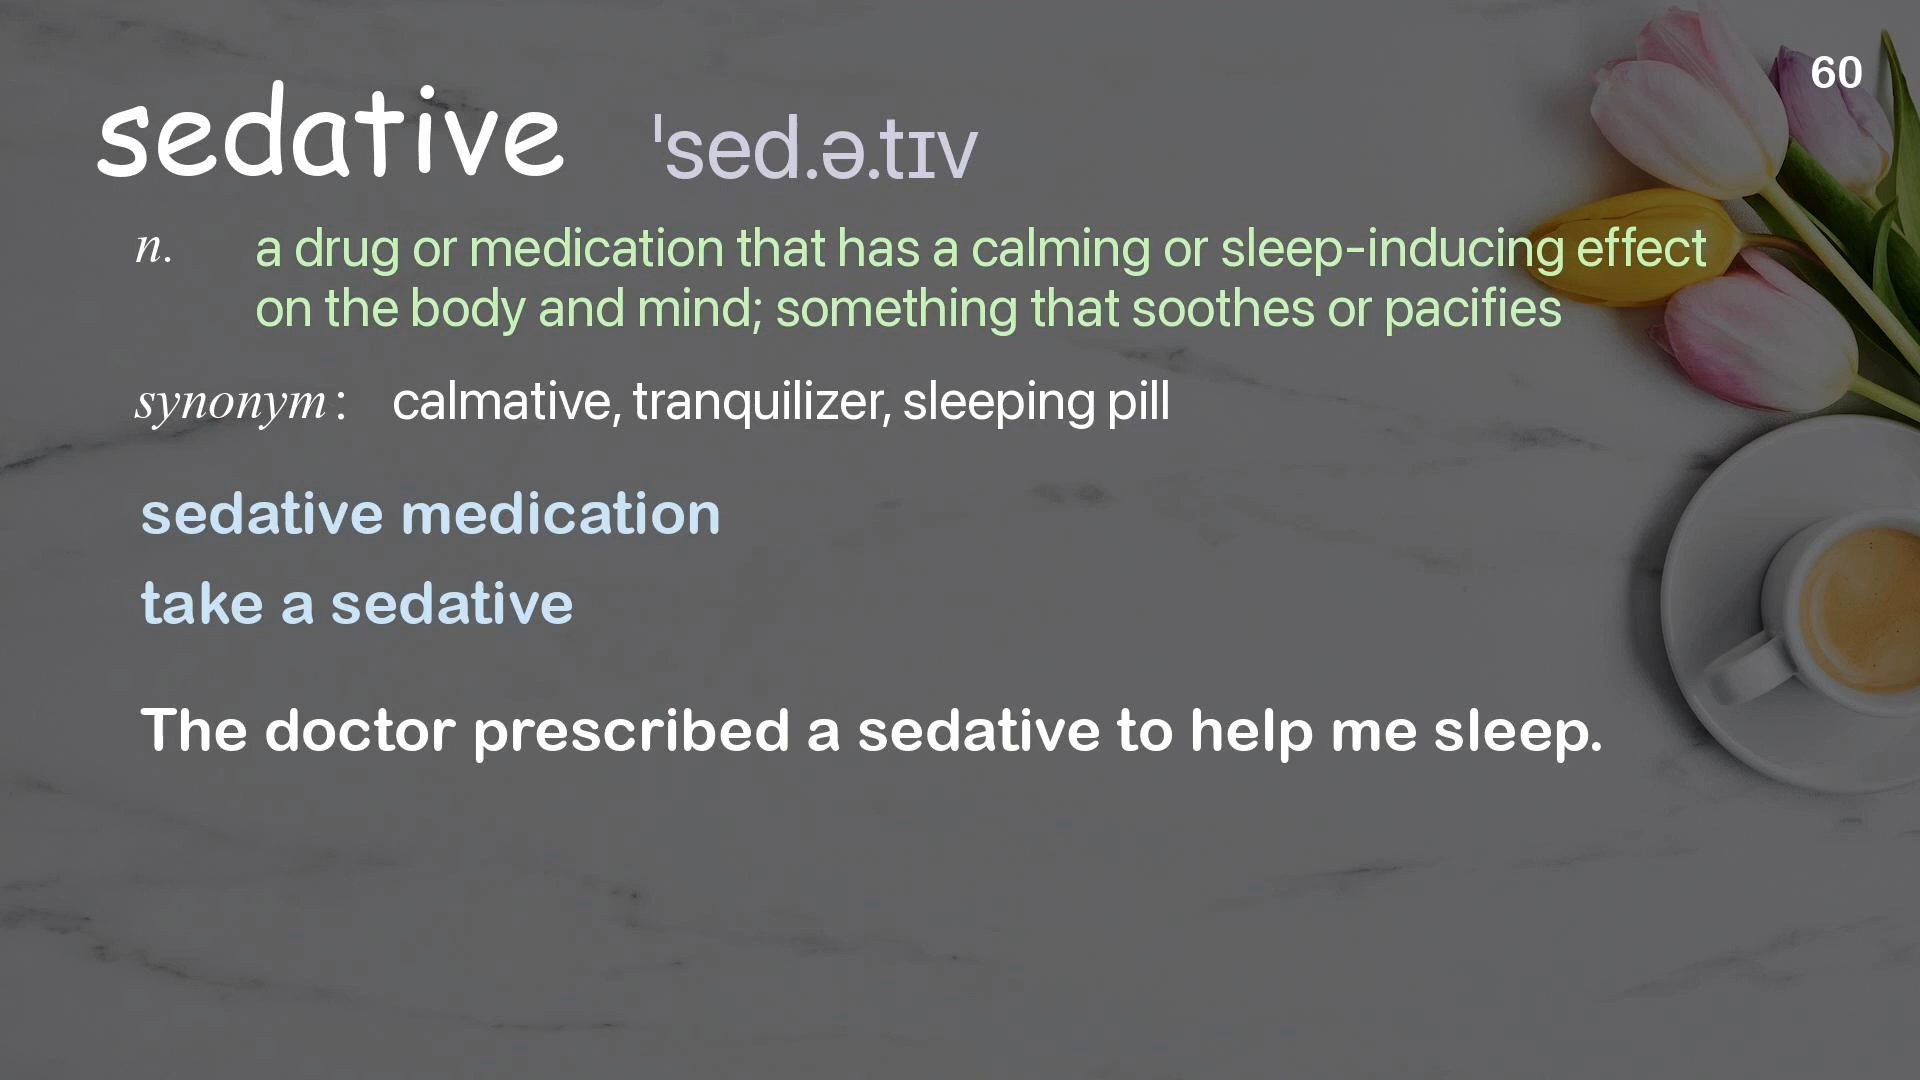 60
sedative ˈsed.ə.tɪv
n. a drug or medication that has a calming or sleep-inducing effect
on the body and mind; something that soothes or pacifies
synonym: calmative, tranquilizer, sleeping pill
sedative medication
take a sedative
The doctor prescribed a sedative to help me sleep.